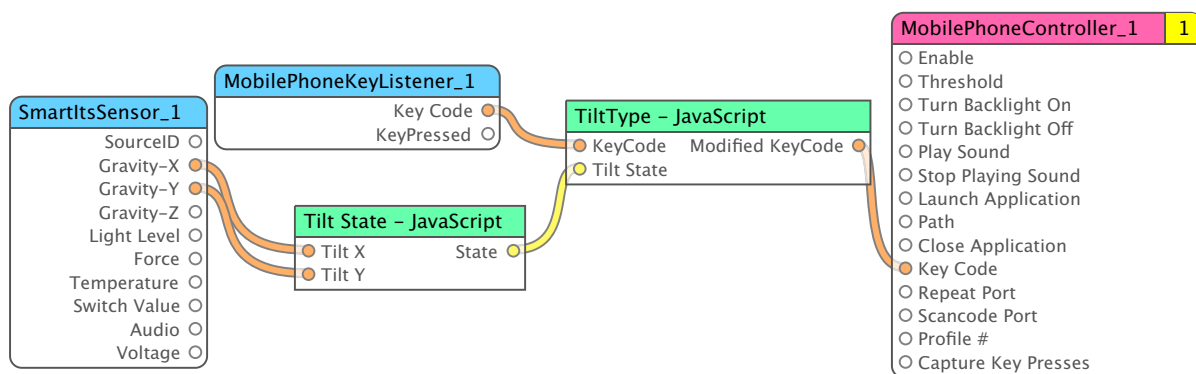 SmartItsSensor_1
SourceID
Gravity-X
Gravity-Y
Gravity-Z
Light Level
Force
Temperature
Switch Value
Audio
Voltage
MobilePhoneKeyListener_1
Key Code
KeyPressed
Tilt State - JavaScript
Tilt X State
Tilt Y
TiltType - JavaScript
KeyCode Modified KeyCode
Tilt State
MobilePhoneController_1 1
Enable
Threshold
Turn Backlight On
Turn Backlight Off
Play Sound
Stop Playing Sound
Launch Application
Path
Close Application
Key Code
Repeat Port
Scancode Port
Profile #
Capture Key Presses